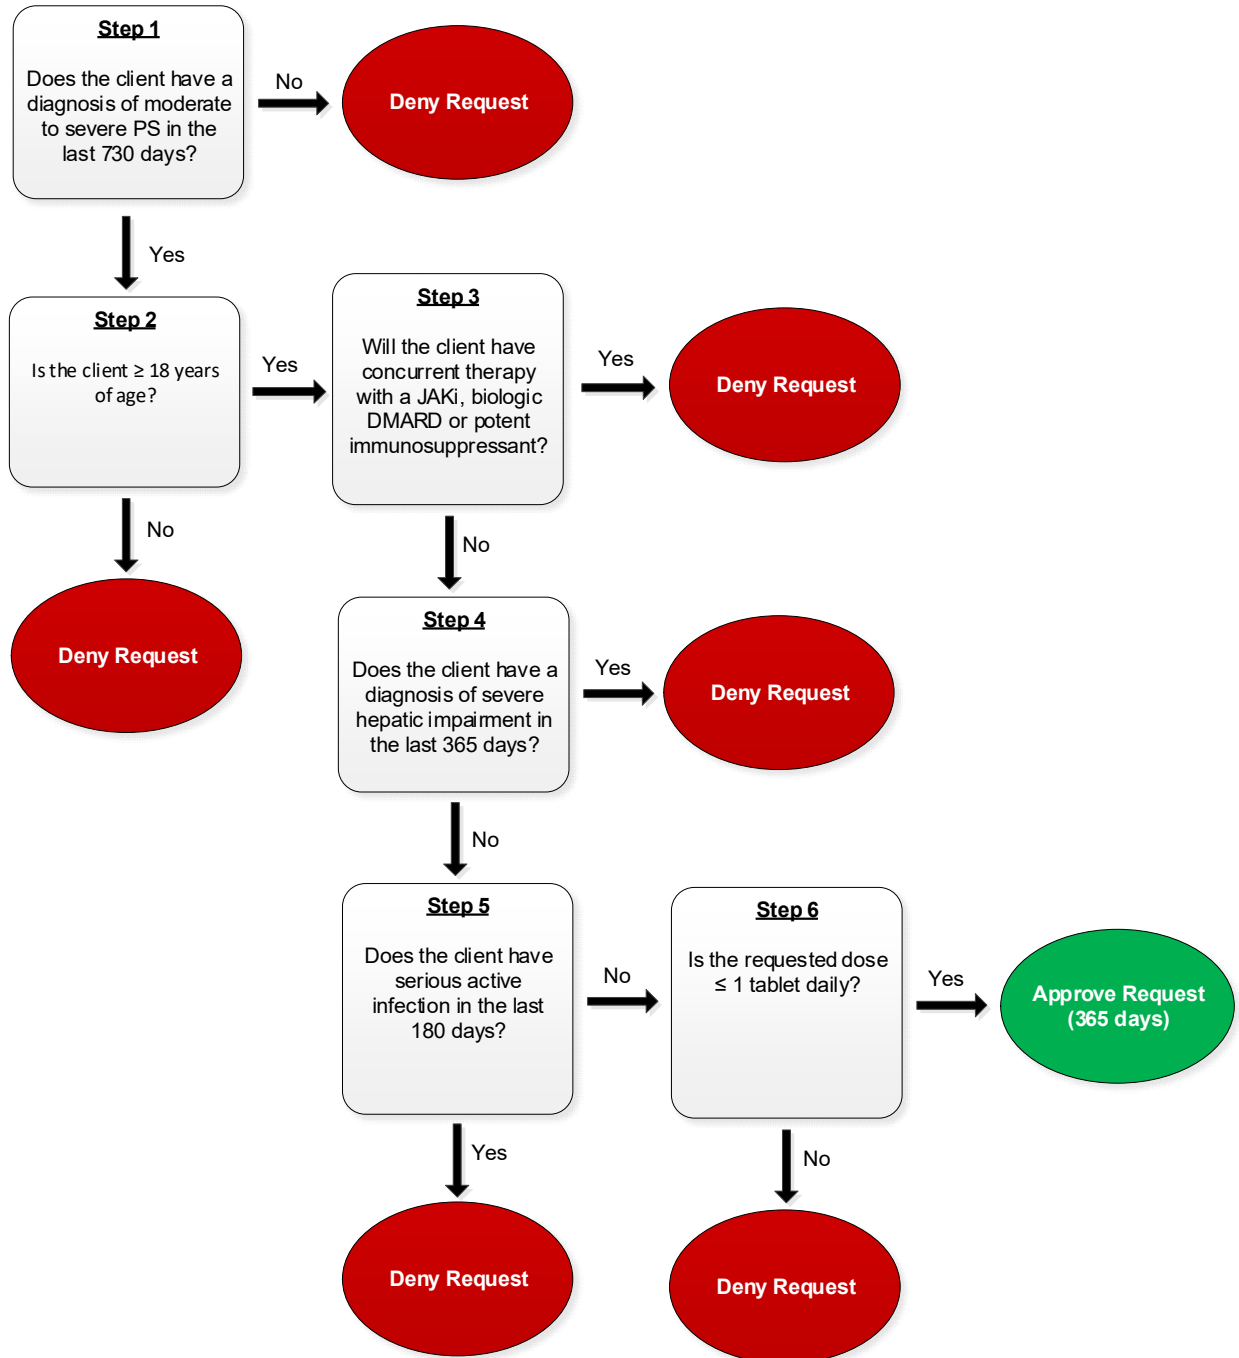 Step 1
Does the client have a
diagnosis of moderate
to severe PS in the
last 730 days?
No
Deny Request
Yes
Step 2
Is the client ≥ 18 years
of age?
Yes
No
Deny Request
Step 3
Will the client have
concurrent therapy
with a JAKi, biologic
DMARD or potent
immunosuppressant?
Yes
Deny Request
No
Step 4
Does the client have a
diagnosis of severe
hepatic impairment in
the last 365 days?
Yes
Deny Request
No
Step 5
Does the client have
serious active
infection in the last
180 days?
No
Yes
Deny Request
Step 6
Is the requested dose
≤ 1 tablet daily?
Yes
Approve Request
(365 days)
No
Deny Request